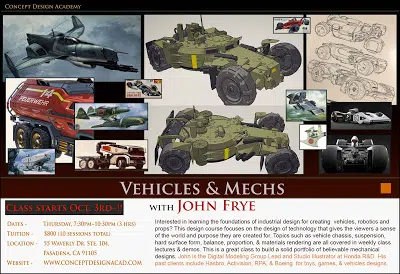 CONCEPT DESIGN ACADEMY
FEUERWEHR
VEHICLES & MECHS
CLASS STARTS OCT. 3RD-!!
WITH JOHN FRYE
DATES - THURSDAY, 7:30PM-10:30PM (3 HRS)
TUITION - $800 (10 SESSIONS TOTAL)
LOCATION - 55 WAVERLY DR. STE. 104,
PASADENA, CA 91105
WEBSITE - WWW.CONCEPTDESIGNACAD.COM
Interested in learning the foundations of industrial design for creating vehicles, robotics and
props? This design course focuses on the design of technology that gives the viewers a sense
of the world and purpose they are created for. Topics such as vehicle chassis, suspension,
hard surface form, balance, proportion, & materials rendering are all covered in weekly class
lectures & demos. This is a great class to build a solid portfolio of believable mechanical
designs. John is the Digital Modeling Group Lead and Studio Illustrator at Honda R&D. His
past clients include Hasbro, Activision, RPA, & Boeing for toys, games, & vehicles designs.